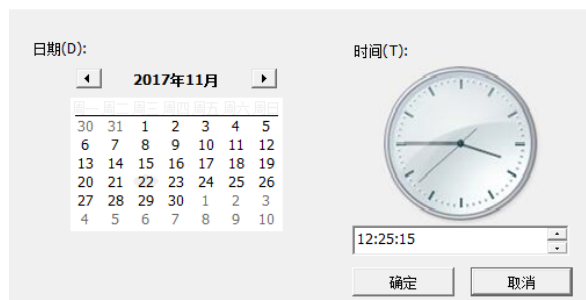 日期(D):
2017年11月
周一 周二 周三 周四 周五 周六 周日
30 31 1 2 3 4 5
6 7 8 9 10 11 12
13 14 15 16 17 18 19
20 21 22 23 24 25 26
27 28 29 30 1 2 3
4 5 6 7 8 9 10
时间(T):
12:25:15
确定
取消